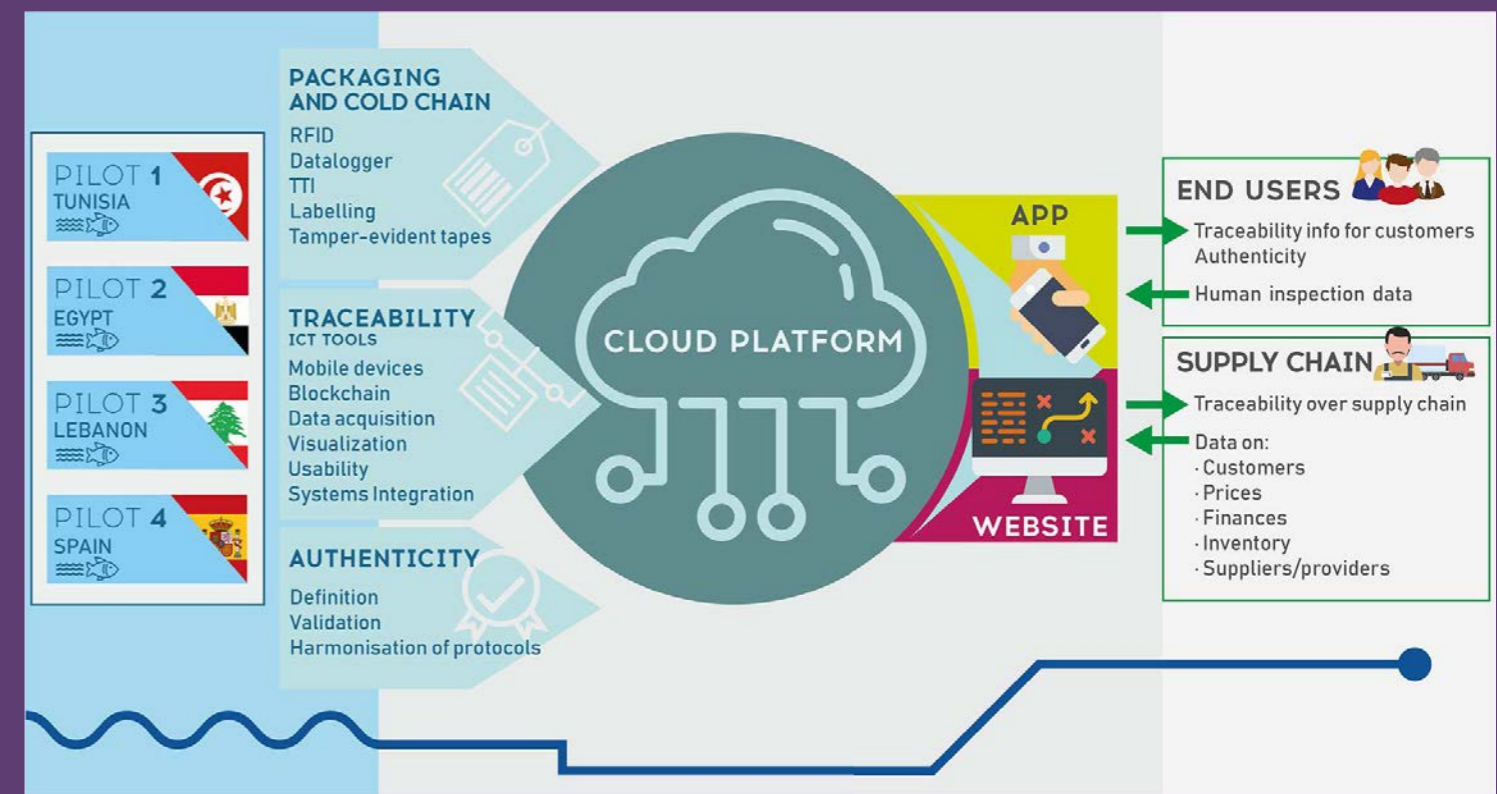 PILOT 1
TUNISIA
PILOT 2
EGYPT
PILOT 3
LEBANON
PILOT 4
SPAIN
PACKAGING
AND COLD CHAIN
RFID
Datalogger
TTI
Labelling
Tamper-evident tapes
TRACEABILITY
ICT TOOLS
Mobile devices
Blockchain
Data acquisition
Visualization
Usability
Systems Integration
AUTHENTICITY
Definition
Validation
Harmonisation of protocols
CLOUD PLATFORM
APP
WEBSITE
END USERS
Traceability info for customers
Authenticity
Human inspection data
SUPPLY CHAIN
Traceability over supply chain
Data on:
· Customers
· Prices
· Finances
· Inventory
· Suppliers/providers